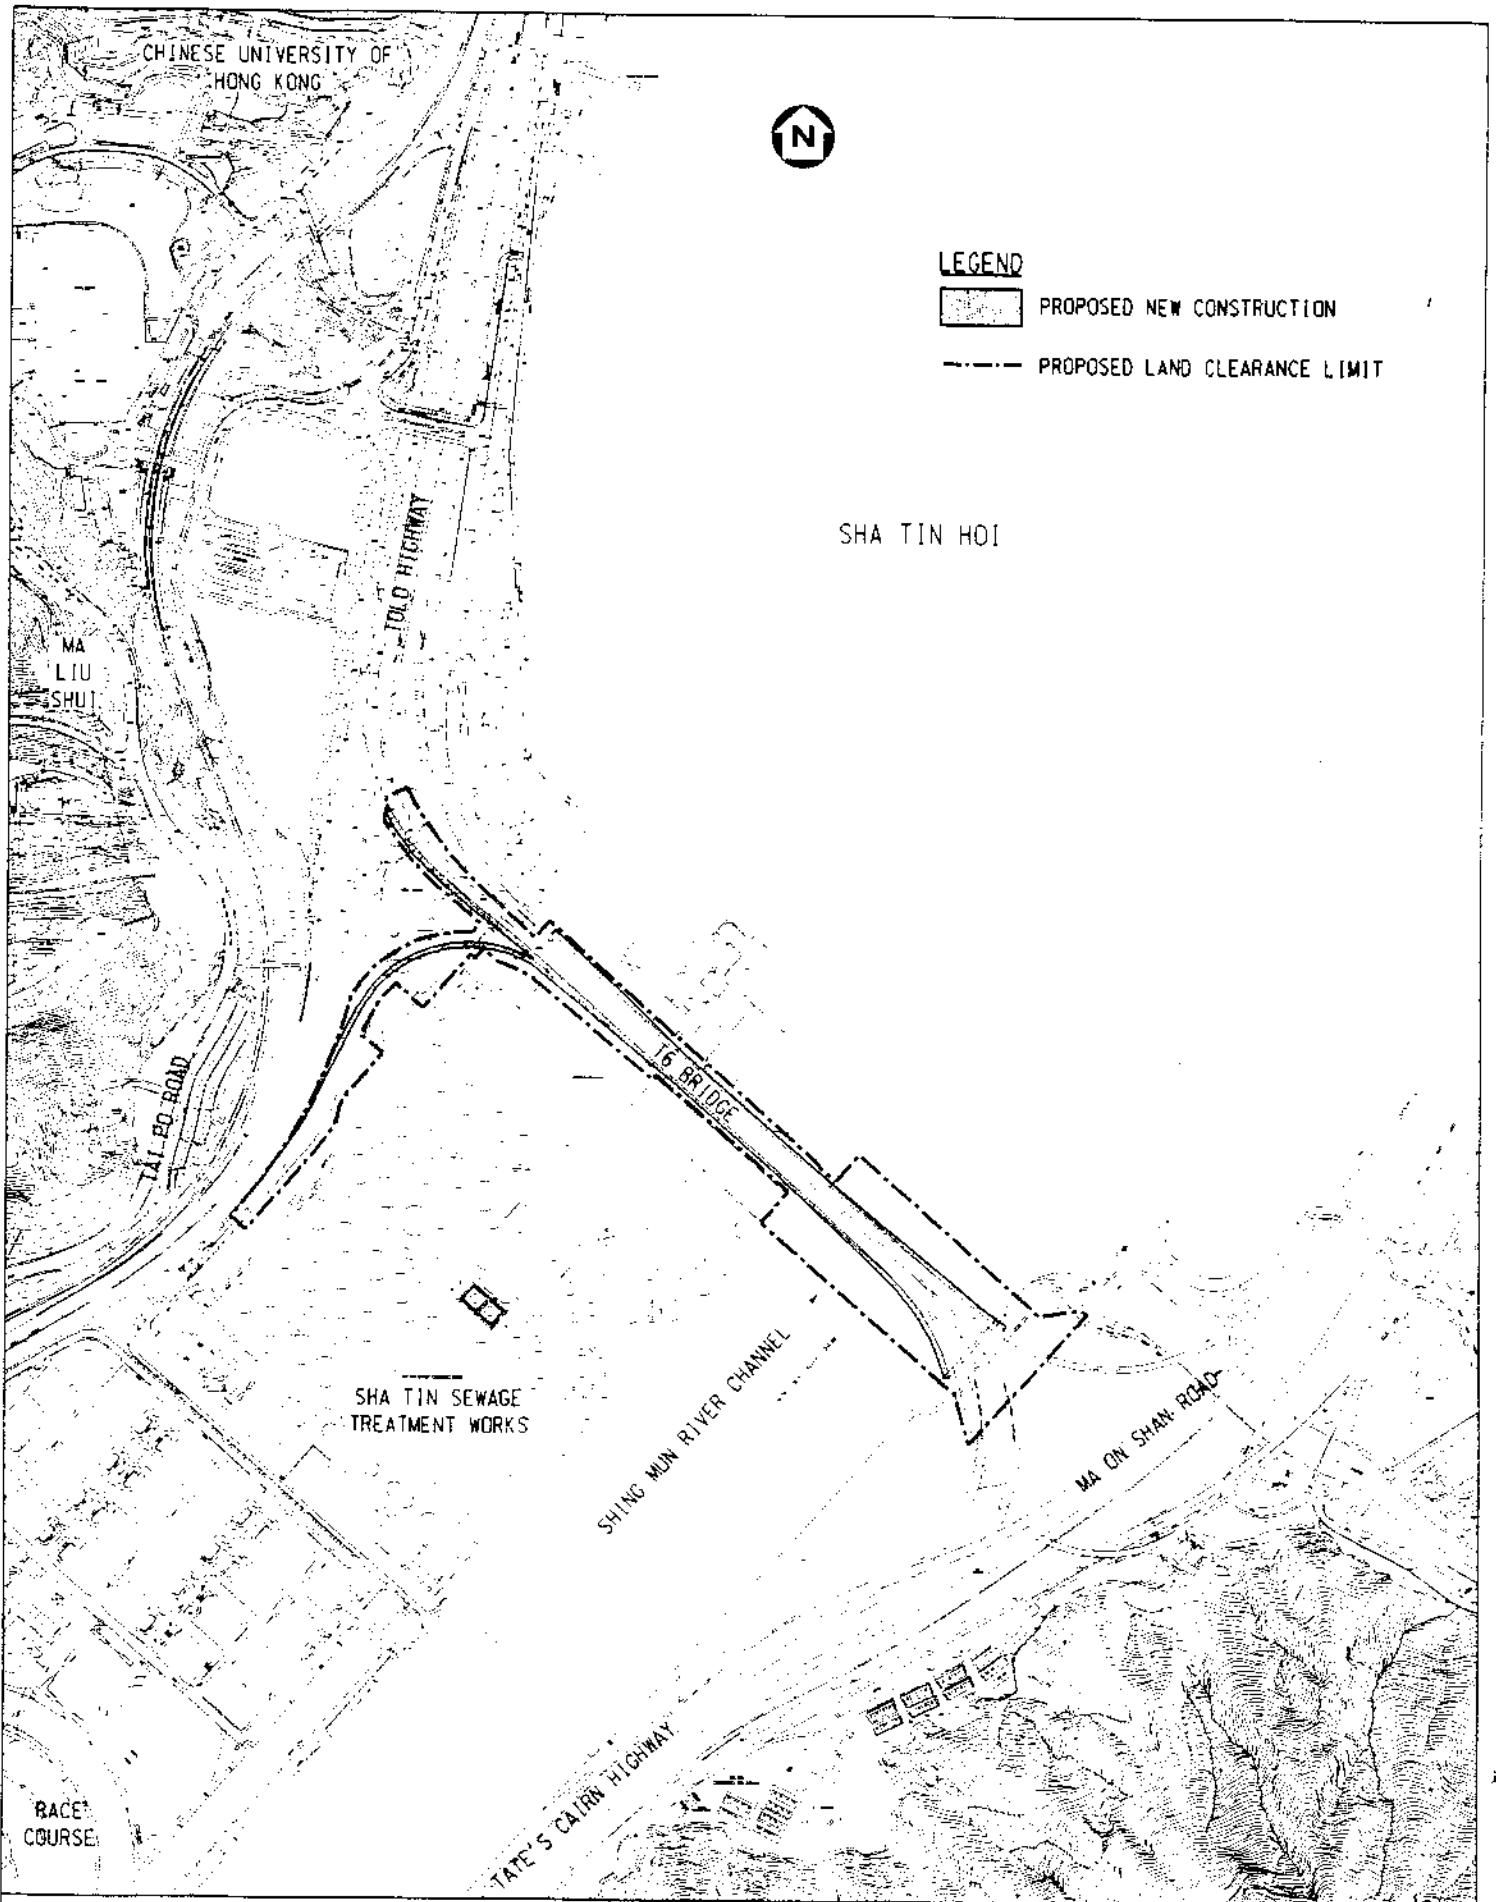 CHINESE UNIVERSITY OF
HONG KONG
N
LEGEND
PROPOSED NEW CONSTRUCTION
PROPOSED LAND CLEARANCE LIMIT
SHA TIN HOI
TOLO HIGHWAY
MA
LIU
SHUI
T6 BRIDGE
TAI PO ROAD
SHA TIN SEWAGE
TREATMENT WORKS
SHING MUN RIVER CHANNEL
MA ON SHAN ROAD
TATE'S CAIRN HIGHWAY
RACE
COURSE